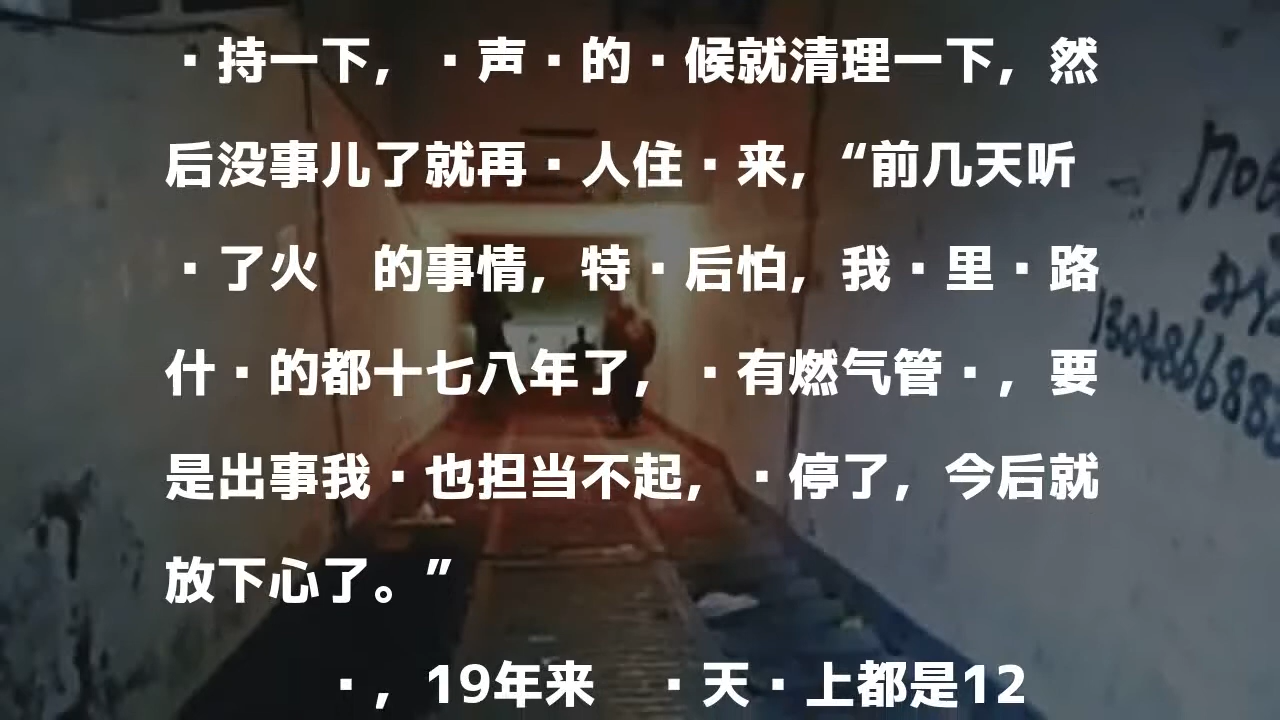 ·持一下，·声·的·候就清理一下，然
后没事儿了就再·人住·来，“前几天听
·了火　的事情，特·后怕，我·里·路
什·的都十七八年了，·有燃气管·，要
是出事我·也担当不起，·停了，今后就
放下心了。”
·，19年来　·天·上都是12
13048668